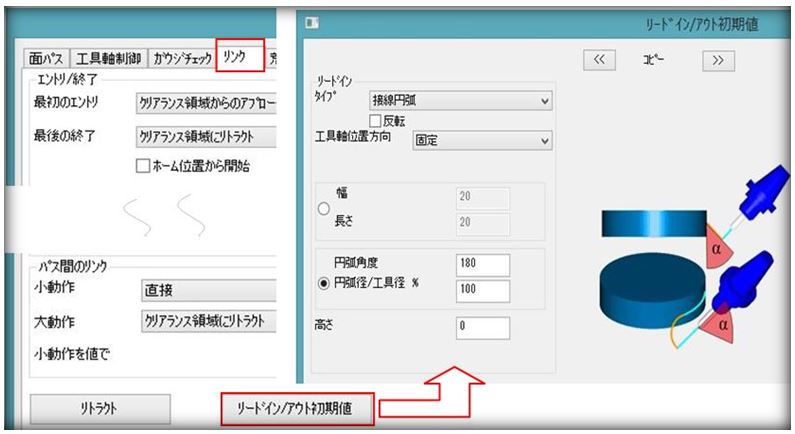 面パス 工具軸制御 ガウジチェック リンク
エントリ/終了
最初のエントリ クリアランス領域からのアプロー
最後の終了 クリアランス領域にリトラクト
ホーム位置から開始
パス間のリンク
小動作 直接
大動作 クリアランス領域にリトラクト
小動作を値で
リトラクト リードイン/アウト初期値
リードイン/アウト初期値
<< コピー >>
リードイン
タイプ 接線円弧
反転
工具軸位置方向 固定
幅 20
長さ 20
円弧角度 180
円弧径/工具径 % 100
高さ 0
α
α